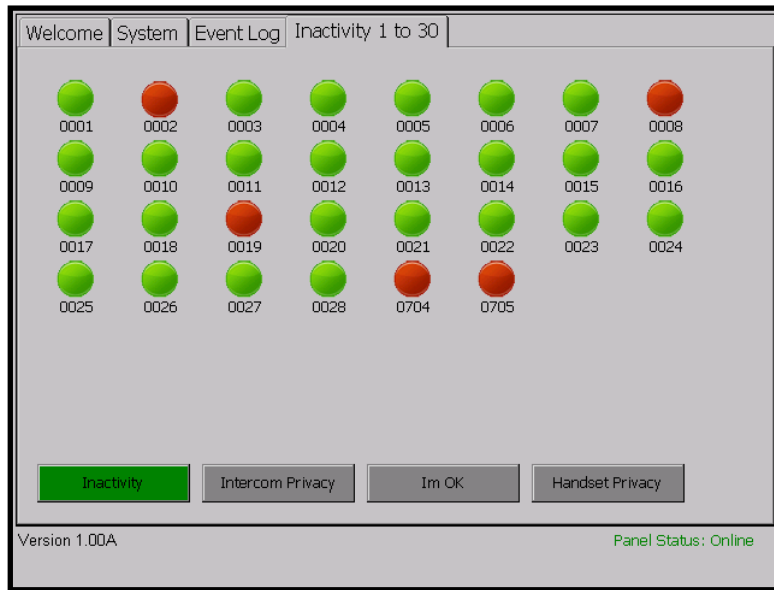 Welcome System Event Log Inactivity 1 to 30
0001 0002 0003 0004 0005 0006 0007 0008
0009 0010 0011 0012 0013 0014 0015 0016
0017 0018 0019 0020 0021 0022 0023 0024
0025 0026 0027 0028 0704 0705
Inactivity Intercom Privacy Im OK Handset Privacy
Version 1.00A Panel Status: Online